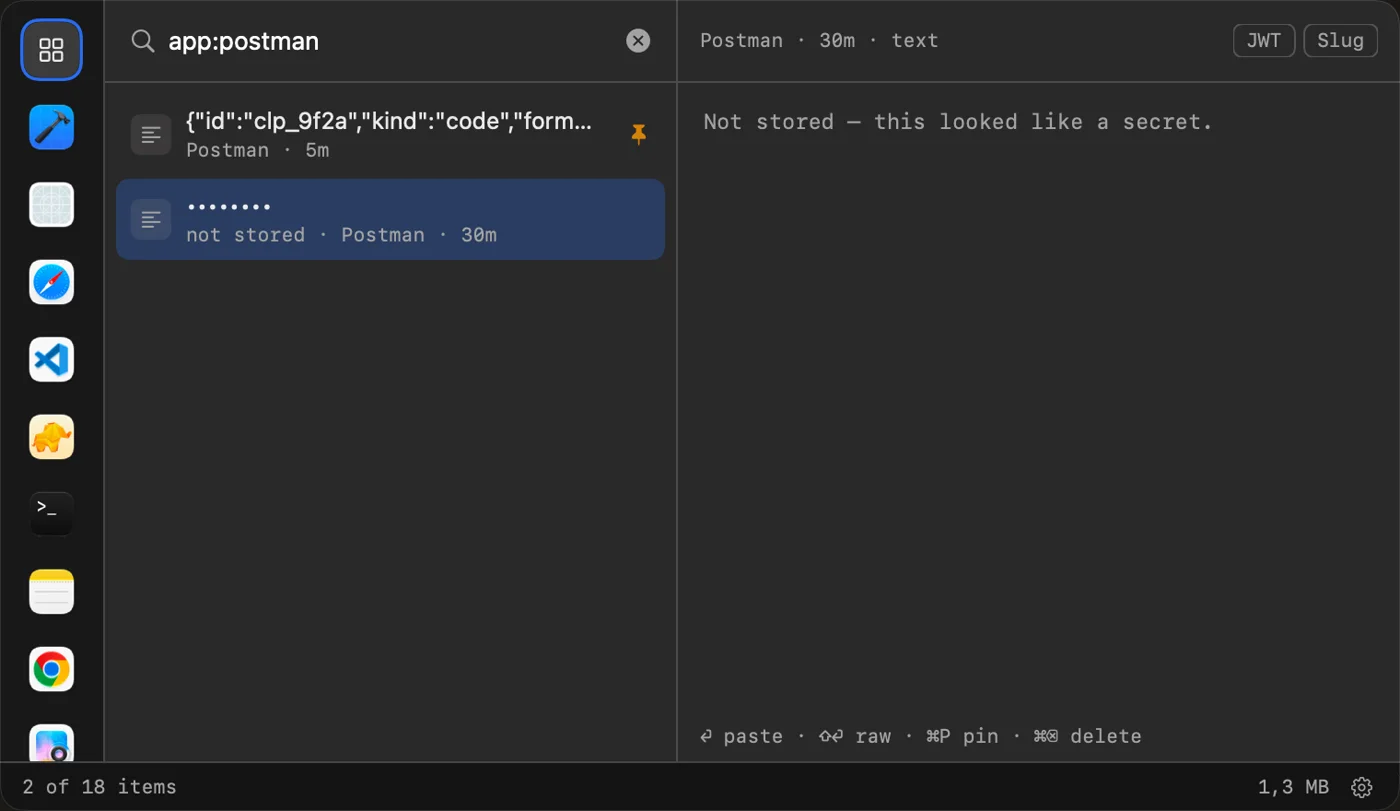 app:postman
Postman · 30m · text
JWT
Slug
{"id":"clp_9f2a","kind":"code","form…
Postman · 5m
••••••••
not stored · Postman · 30m
Not stored — this looked like a secret.
>_
⏎ paste · ⇧⏎ raw · ⌘P pin · ⌘⌫ delete
2 of 18 items
1,3 MB